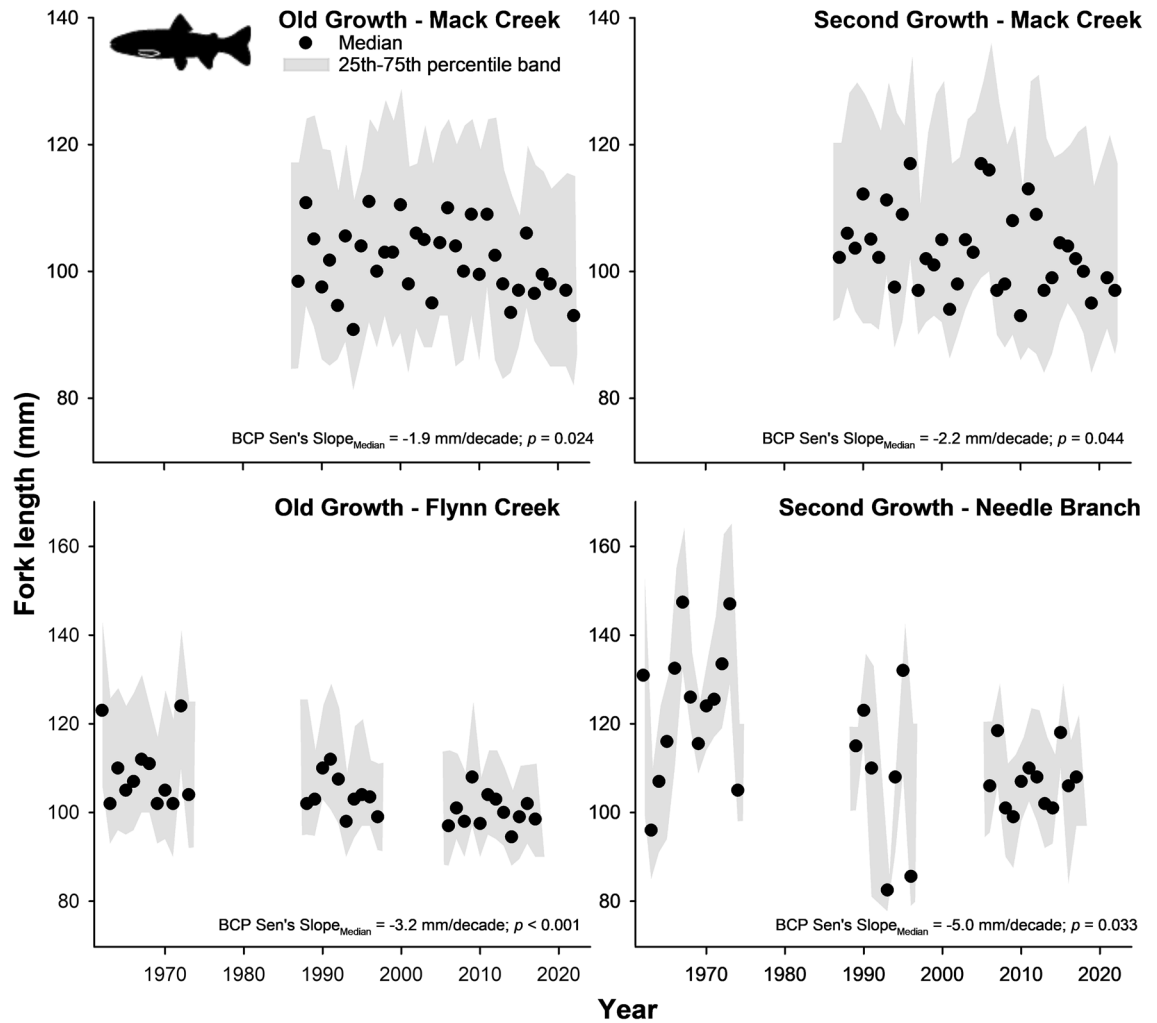 Old Growth - Mack Creek
Median
25th-75th percentile band
140
120
100
80
BCP Sen's SlopeMedian = -1.9 mm/decade; p = 0.024
Second Growth - Mack Creek
140
120
100
80
BCP Sen's SlopeMedian = -2.2 mm/decade; p = 0.044
Fork length (mm)
Old Growth - Flynn Creek
160
140
120
100
80
BCP Sen's SlopeMedian = -3.2 mm/decade; p < 0.001
1970 1980 1990 2000 2010 2020
Second Growth - Needle Branch
160
140
120
100
80
BCP Sen's SlopeMedian = -5.0 mm/decade; p = 0.033
1970 1980 1990 2000 2010 2020
Year